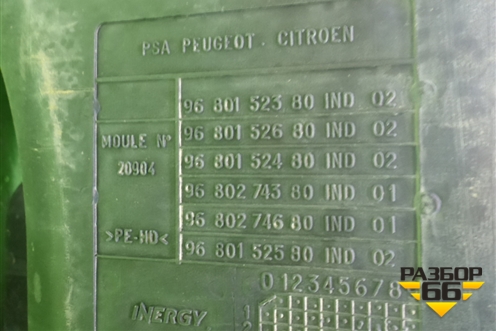 PSA PEUGEOT. CITROEN
96 801 523 80 IND 02
96 801 526 80 IND 02
MOULE N° 96 801 524 80 IND 02
20904
96 802 743 80 IND 01
96 802 746 80 IND 01
>PE-HD< 96 801 525 80 IND 02
012345678
INERGY
1
2
РАЗБОР
66